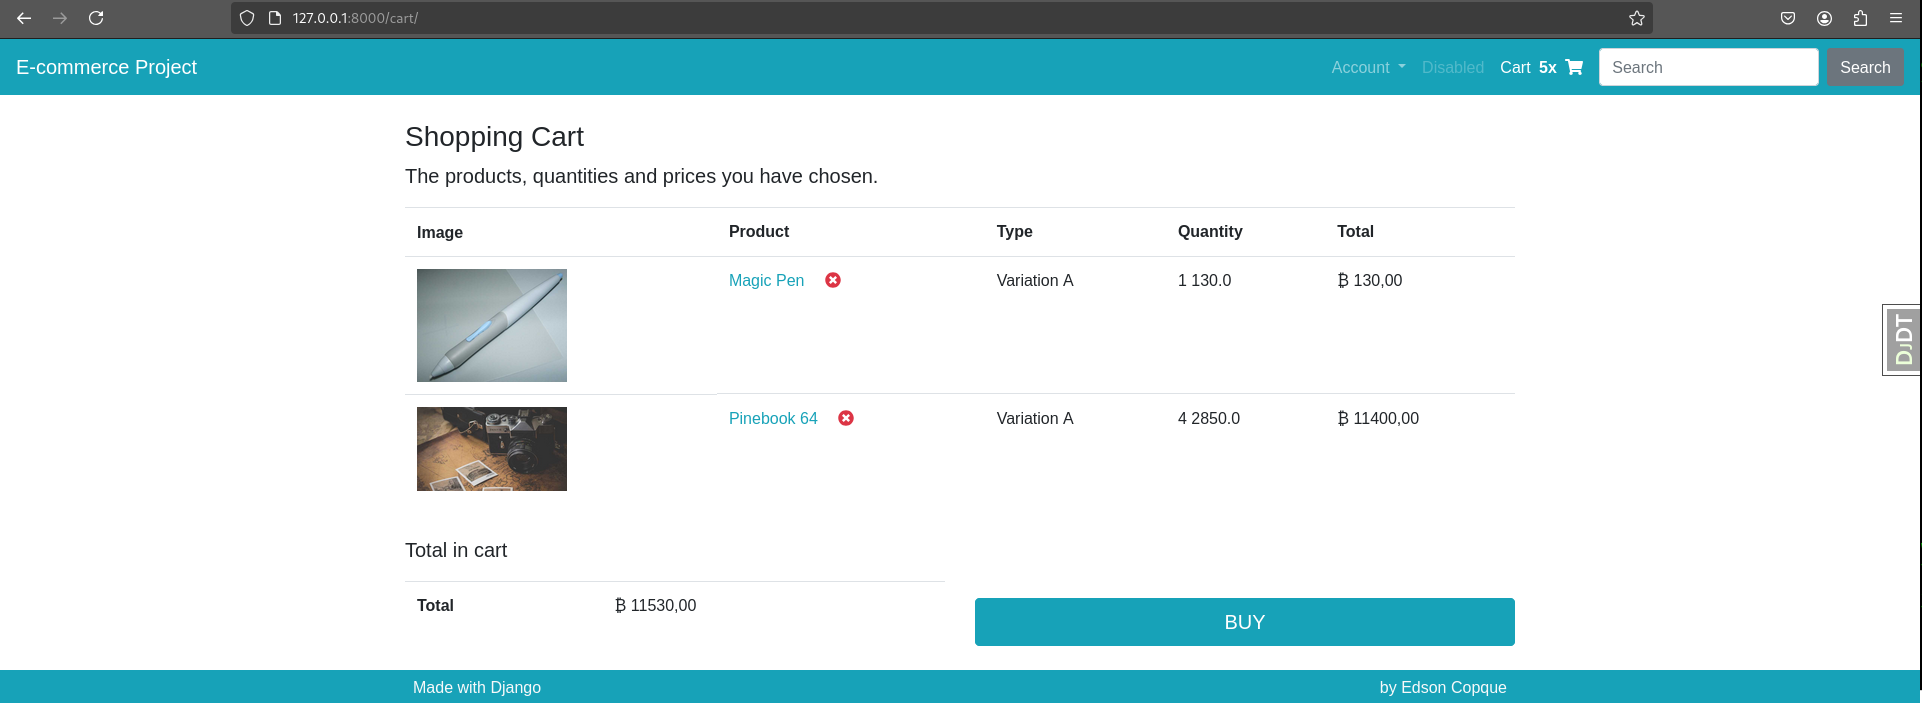 127.0.0.1:8000/cart/
E-commerce Project Account Disabled Cart 5x Search Search
Shopping Cart
The products, quantities and prices you have chosen.
Image Product Type Quantity Total
Magic Pen Variation A 1 130.0 ₿ 130,00
Pinebook 64 Variation A 4 2850.0 ₿ 11400,00
DJDT
Total in cart
Total ₿ 11530,00
BUY
Made with Django by Edson Copque